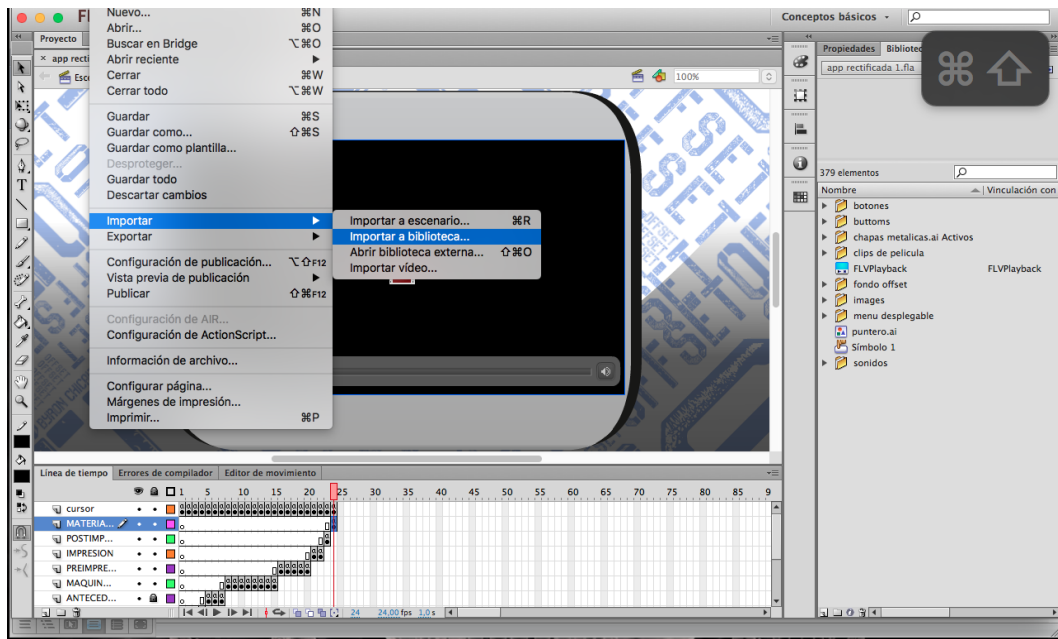 Fl
Conceptos básicos
Nuevo... ⌘N
Abrir... ⌘O
Buscar en Bridge ⌥⌘O
Abrir reciente ▶
Cerrar ⌘W
Cerrar todo ⌥⌘W
Guardar ⌘S
Guardar como... ⇧⌘S
Guardar como plantilla...
Desproteger...
Guardar todo
Descartar cambios
Importar ▶
Exportar ▶
Configuración de publicación... ⌥⇧F12
Vista previa de publicación ▶
Publicar ⇧⌘F12
Configuración de AIR...
Configuración de ActionScript...
Información de archivo...
Configurar página...
Márgenes de impresión...
Imprimir... ⌘P
Importar a escenario... ⌘R
Importar a biblioteca...
Abrir biblioteca externa... ⇧⌘O
Importar vídeo...
Proyecto
× app recti
Esc
100%
OFFSET
Propiedades Bibliotec
app rectificada 1.fla
⌘ ⇧
379 elementos
Nombre Vinculación con
botones
buttoms
chapas metalicas.ai Activos
clips de pelicula
FLVPlayback FLVPlayback
fondo offset
images
menu desplegable
puntero.ai
Símbolo 1
sonidos
Línea de tiempo Errores de compilador Editor de movimiento
1 5 10 15 20 25 30 35 40 45 50 55 60 65 70 75 80 85 9
cursor
MATERIA...
POSTIMP...
IMPRESION
PREIMPRE...
MAQUIN...
ANTECED...
24 24,00 fps 1,0 s